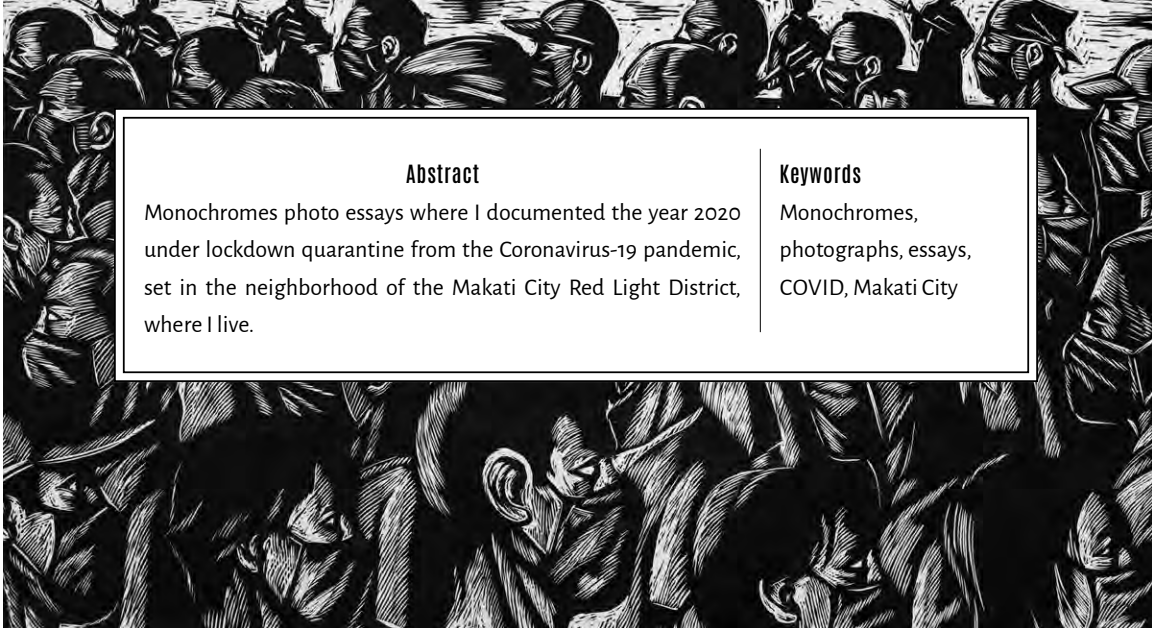 Abstract
Monochromes photo essays where I documented the year 2020
under lockdown quarantine from the Coronavirus-19 pandemic,
set in the neighborhood of the Makati City Red Light District,
where I live.
Keywords
Monochromes,
photographs, essays,
COVID, Makati City